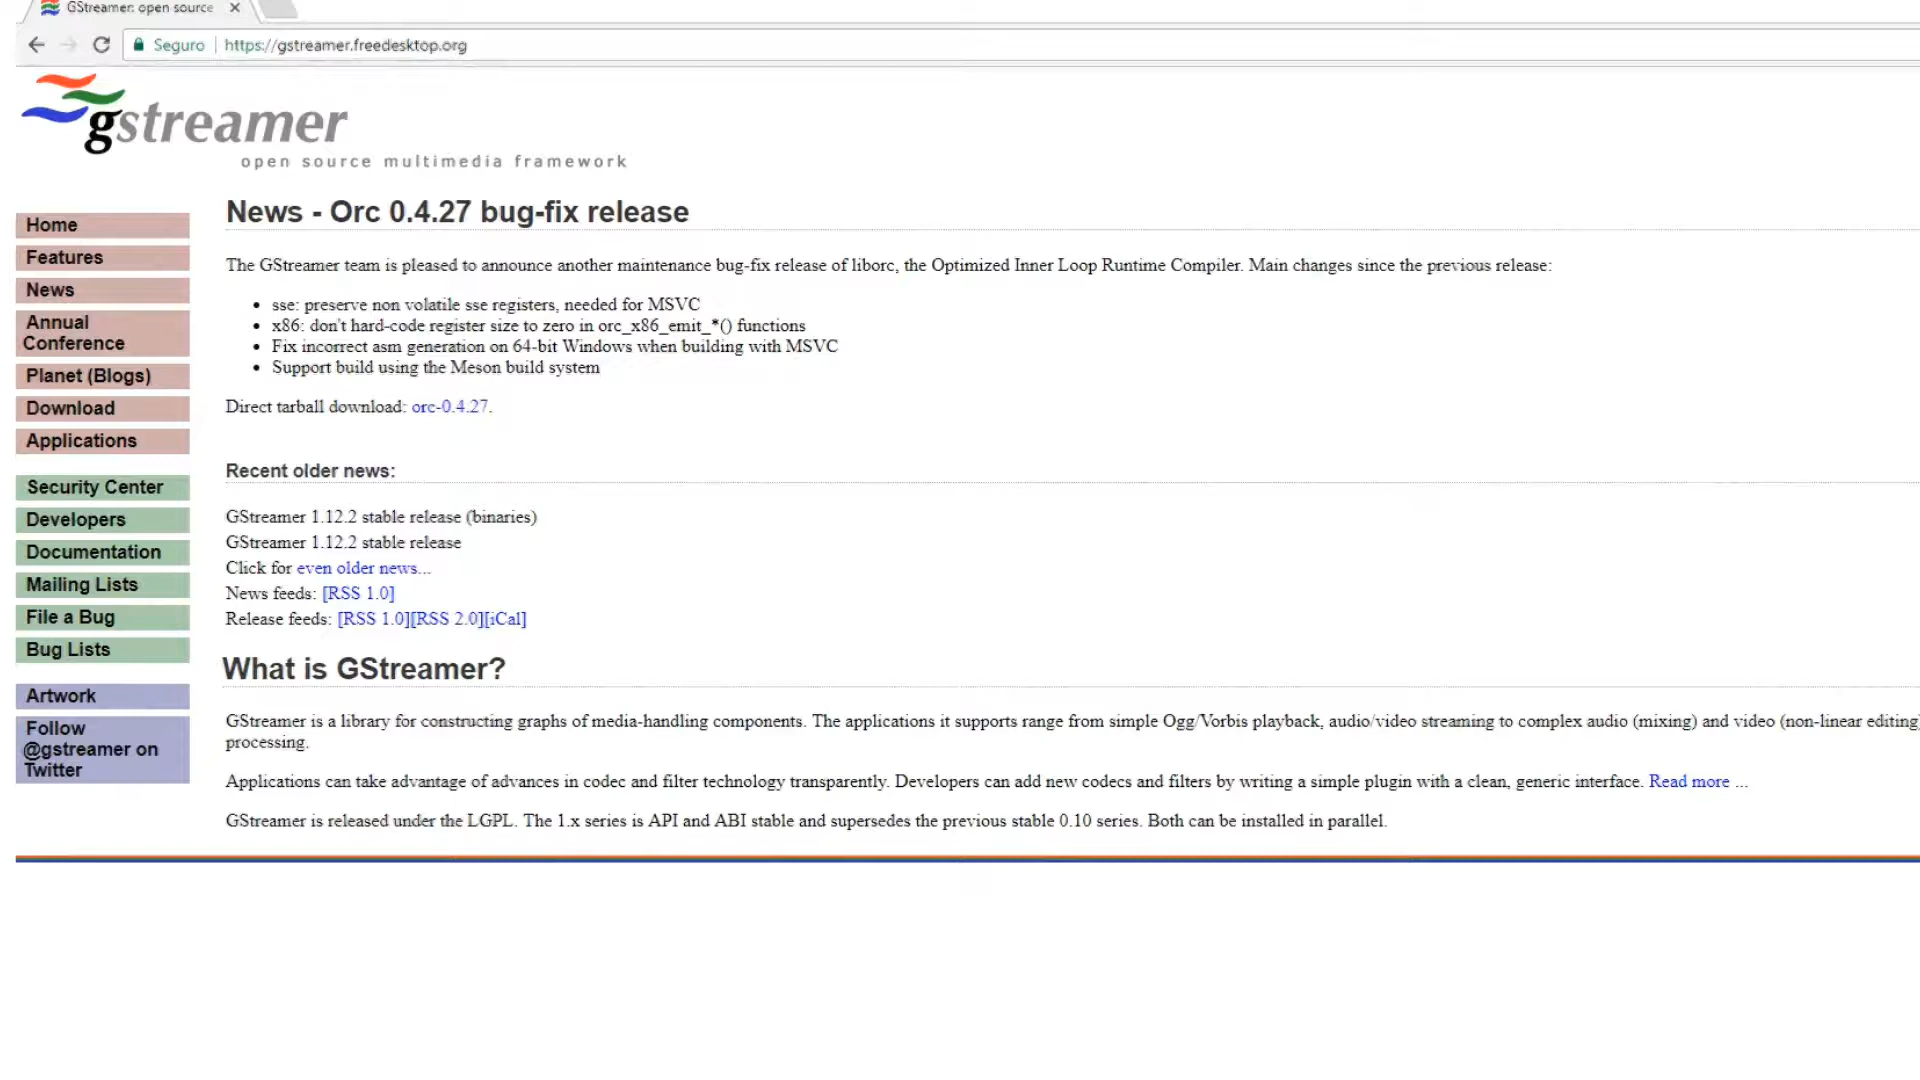 GStreamer: open source
Seguro | https://gstreamer.freedesktop.org
gstreamer
open source multimedia framework
Home
Features
News
Annual
Conference
Planet (Blogs)
Download
Applications
Security Center
Developers
Documentation
Mailing Lists
File a Bug
Bug Lists
Artwork
Follow
@gstreamer on
Twitter
News - Orc 0.4.27 bug-fix release
The GStreamer team is pleased to announce another maintenance bug-fix release of liborc, the Optimized Inner Loop Runtime Compiler. Main changes since the previous release:
• sse: preserve non volatile sse registers, needed for MSVC
• x86: don't hard-code register size to zero in orc_x86_emit_*() functions
• Fix incorrect asm generation on 64-bit Windows when building with MSVC
• Support build using the Meson build system
Direct tarball download: orc-0.4.27.
Recent older news:
GStreamer 1.12.2 stable release (binaries)
GStreamer 1.12.2 stable release
Click for even older news...
News feeds: [RSS 1.0]
Release feeds: [RSS 1.0][RSS 2.0][iCal]
What is GStreamer?
GStreamer is a library for constructing graphs of media-handling components. The applications it supports range from simple Ogg/Vorbis playback, audio/video streaming to complex audio (mixing) and video (non-linear editing)
processing.
Applications can take advantage of advances in codec and filter technology transparently. Developers can add new codecs and filters by writing a simple plugin with a clean, generic interface. Read more ...
GStreamer is released under the LGPL. The 1.x series is API and ABI stable and supersedes the previous stable 0.10 series. Both can be installed in parallel.